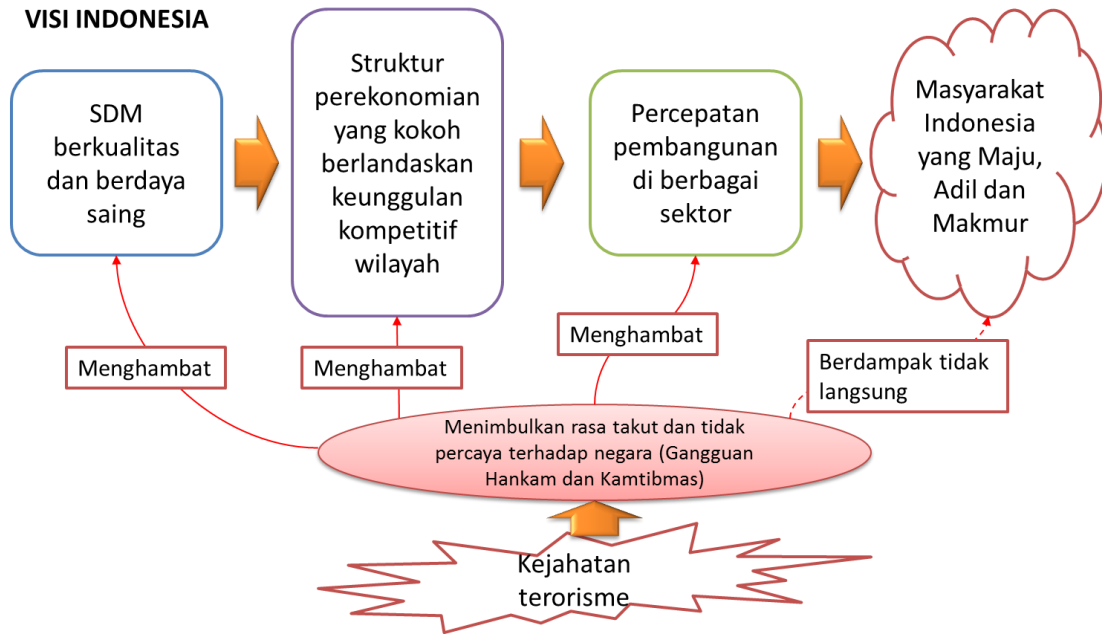 VISI INDONESIA
SDM
berkualitas
dan berdaya
saing
Struktur
perekonomian
yang kokoh
berlandaskan
keunggulan
kompetitif
wilayah
Percepatan
pembangunan
di berbagai
sektor
Masyarakat
Indonesia
yang Maju,
Adil dan
Makmur
Menghambat
Menghambat
Menghambat
Berdampak tidak
langsung
Menimbulkan rasa takut dan tidak
percaya terhadap negara (Gangguan
Hankam dan Kamtibmas)
Kejahatan
terorisme